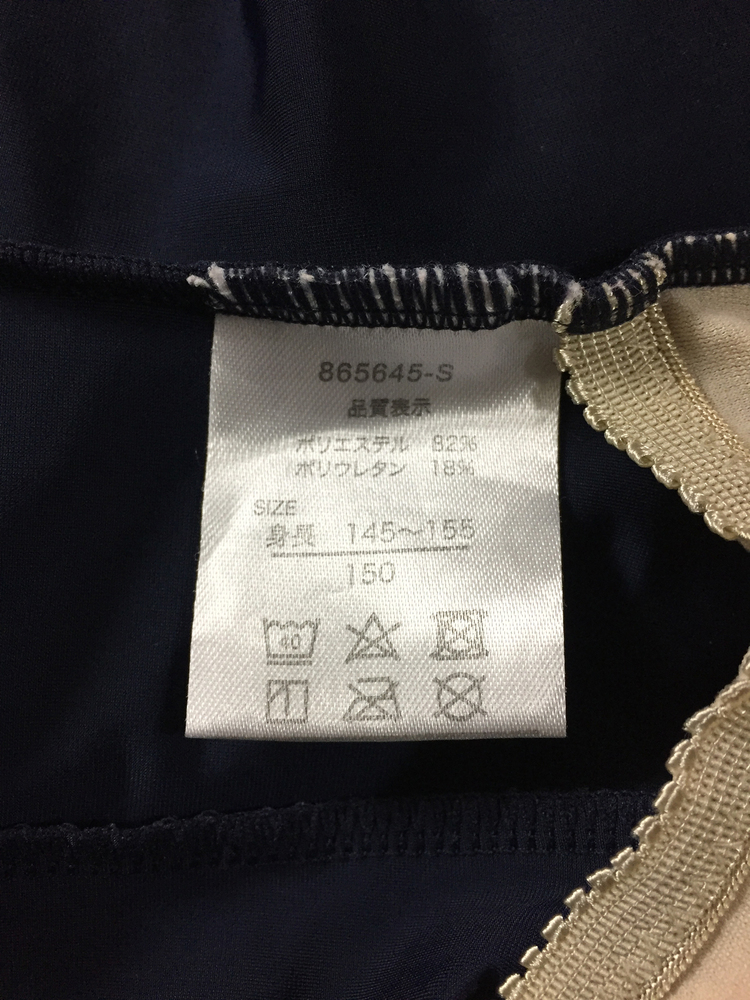 865645-S
品質表示
ポリエステル 82%
ポリウレタン 18%
SIZE
身長 145〜155
150
40